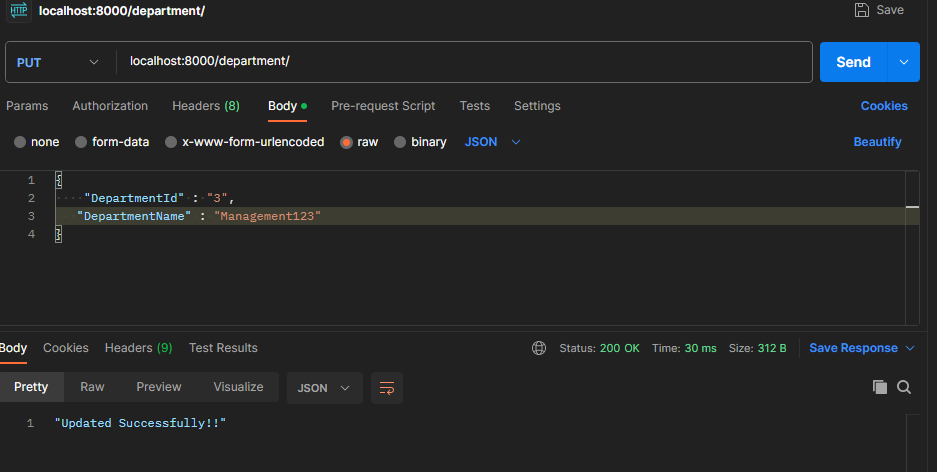 HTTP localhost:8000/department/ Save
PUT localhost:8000/department/ Send
Params Authorization Headers (8) Body Pre-request Script Tests Settings Cookies
none form-data x-www-form-urlencoded raw binary JSON Beautify
1 {
2 "DepartmentId" : "3",
3 "DepartmentName" : "Management123"
4 }
Body Cookies Headers (9) Test Results Status: 200 OK Time: 30 ms Size: 312 B Save Response
Pretty Raw Preview Visualize JSON
1 "Updated Successfully!!"